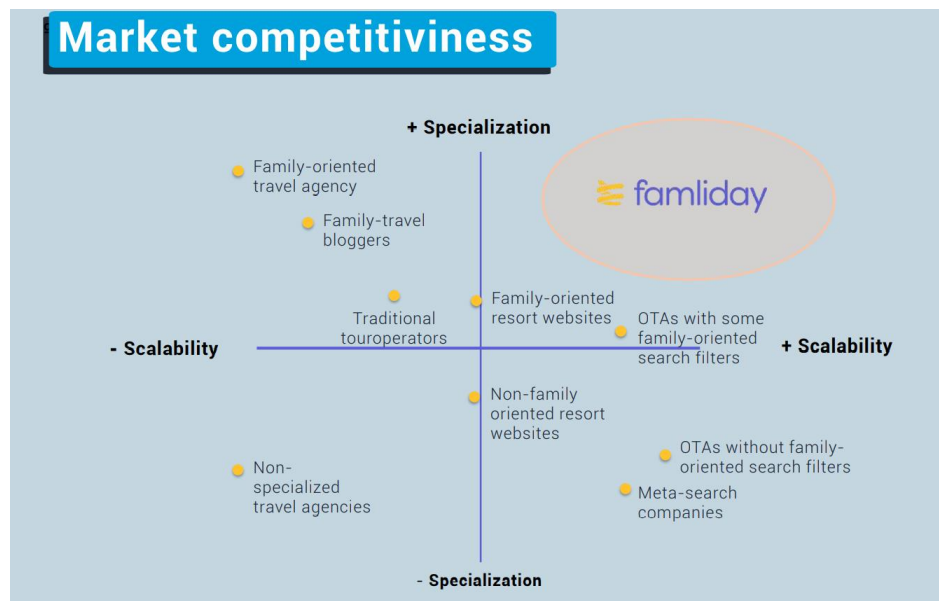 Market competitiviness
+ Specialization
Family-oriented
travel agency
famliday
Family-travel
bloggers
Family-oriented
resort websites
Traditional
touroperators
OTAs with some
family-oriented
search filters
- Scalability
+ Scalability
Non-family
oriented resort
websites
OTAs without family-
oriented search filters
Non-
specialized
travel agencies
Meta-search
companies
- Specialization